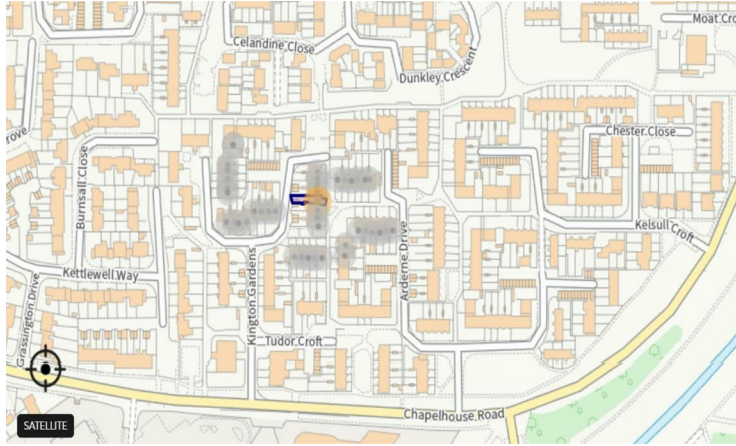 Moat Cro
Celandine Close
Dunkley Crescent
rove
Chester Close
Burnsall Close
Kelsull Croft
Arderne Drive
Kettlewell Way
Kington Gardens
Grassington Drive
Tudor Croft
Chapelhouse Road
SATELLITE